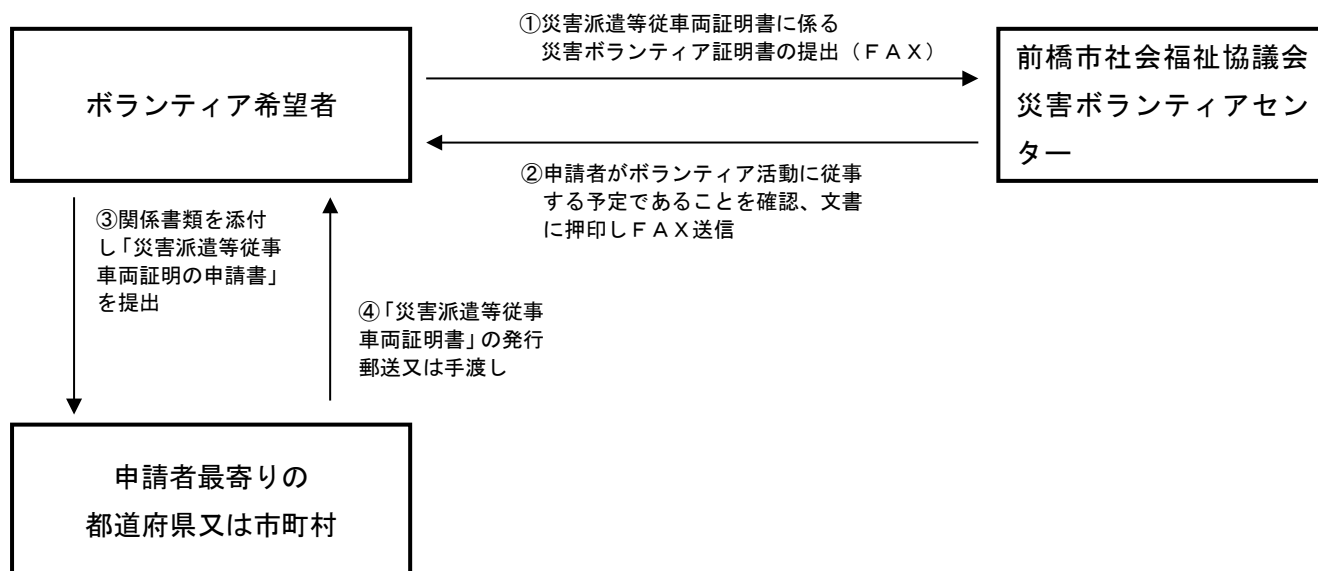 ①災害派遣等従車両証明書に係る
災害ボランティア証明書の提出(ＦＡＸ)
ボランティア希望者
前橋市社会福祉協議会
災害ボランティアセン
ター
②申請者がボランティア活動に従事
する予定であることを確認、文書
に押印しＦＡＸ送信
③関係書類を添付
し「災害派遣等従事
車両証明の申請書」
を提出
④「災害派遣等従事
車両証明書」の発行
郵送又は手渡し
申請者最寄りの
都道府県又は市町村